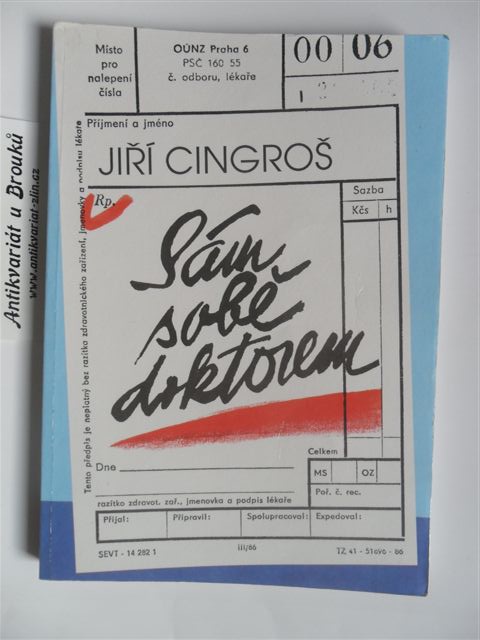 Místo
pro
nalepení
čísla
OÚNZ Praha 6
PSČ 160 55
č. odboru, lékaře
00 06
Příjmení a jméno
JIŘÍ CINGROŠ
Rp.
Sazba
Kčs h
Sám
sobě
doktorem
Tento předpis je neplatný bez razítka zdravotnického zařízení, jmenovky a podpisu lékaře
Celkem
Dne
MS OZ
Poř. č. rec.
razítko zdravot. zař., jmenovka a podpis lékaře
Přijal: Připravil: Spolupracoval: Expedoval:
SEVT - 14 282 1 III/86 TZ 41 - 51696 - 86
Antikvariát u Brouků
www.antikvariat-zlin.cz